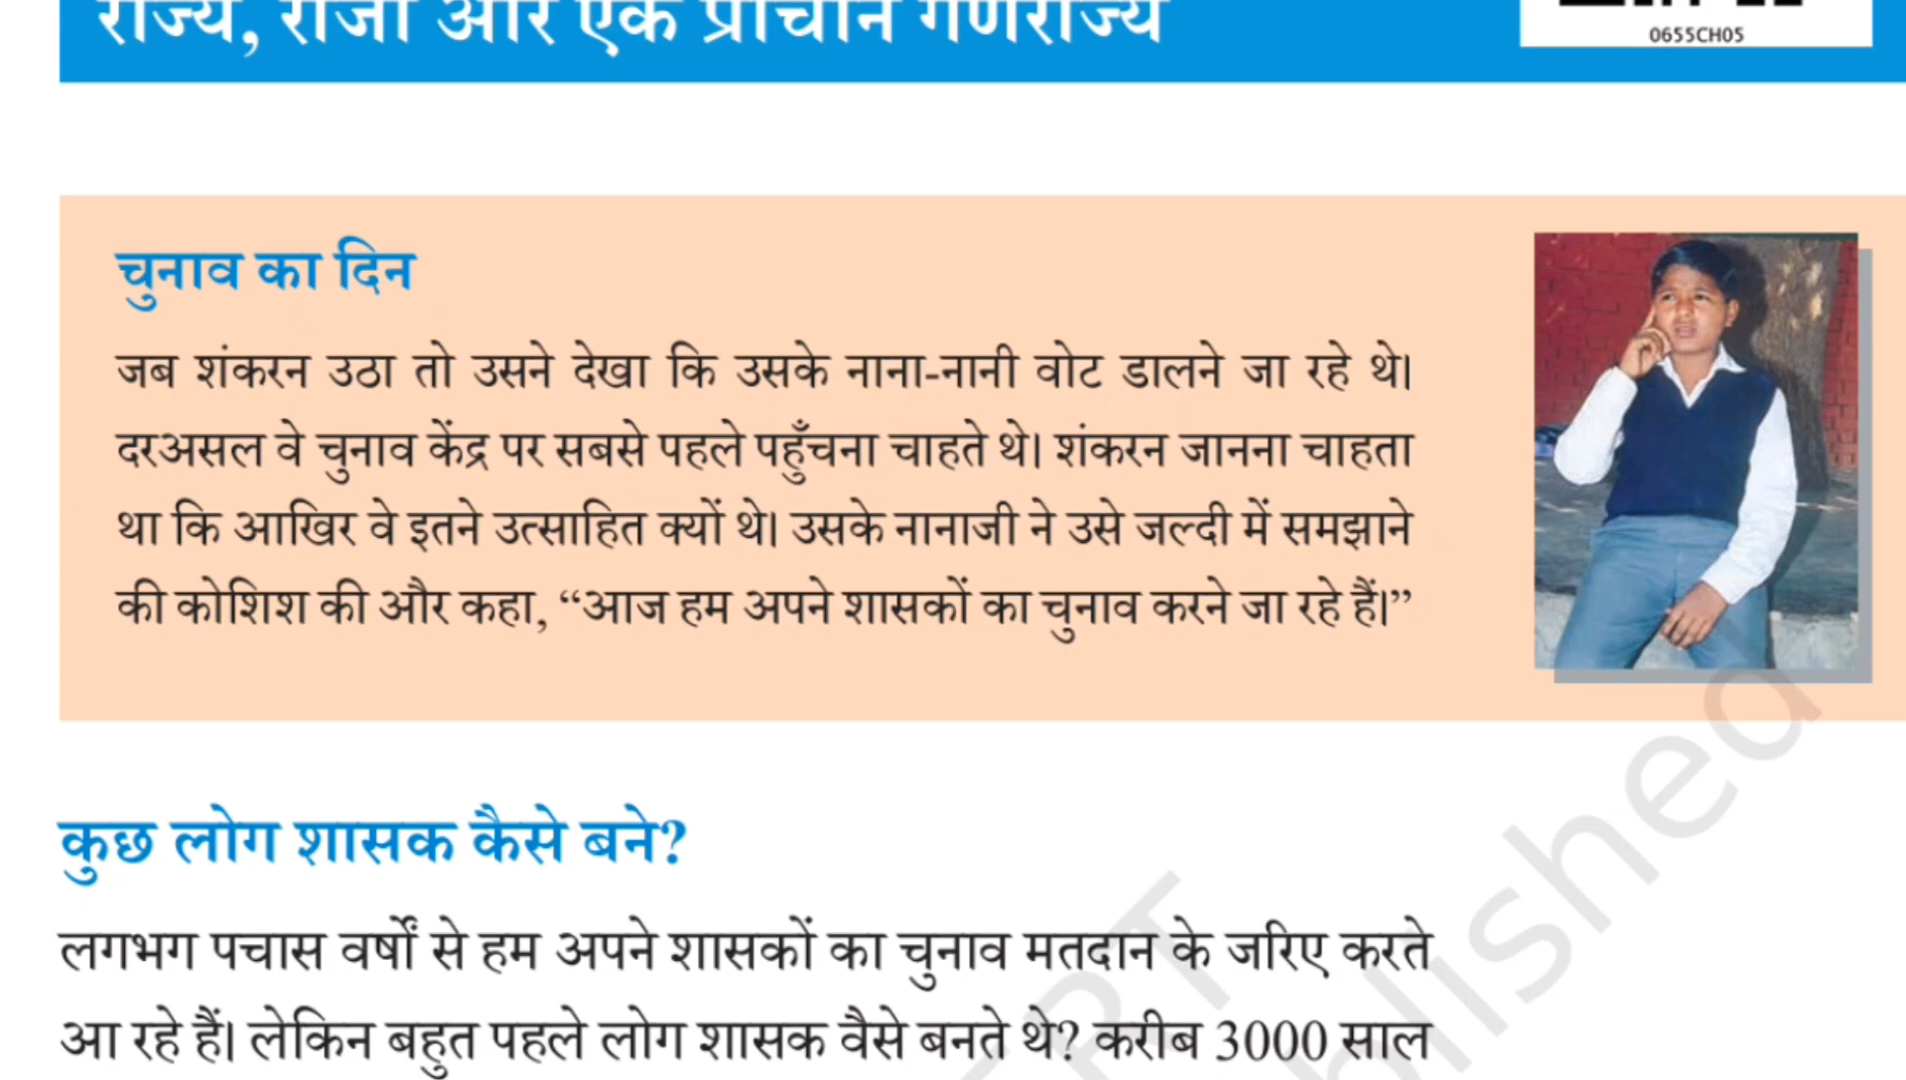 राज्य, राजा और एक प्राचीन गणराज्य
0655CH05
चुनाव का दिन
जब शंकरन उठा तो उसने देखा कि उसके नाना-नानी वोट डालने जा रहे थे।
दरअसल वे चुनाव केंद्र पर सबसे पहले पहुँचना चाहते थे। शंकरन जानना चाहता
था कि आखिर वे इतने उत्साहित क्यों थे। उसके नानाजी ने उसे जल्दी में समझाने
की कोशिश की और कहा, “आज हम अपने शासकों का चुनाव करने जा रहे हैं।”
कुछ लोग शासक कैसे बने?
लगभग पचास वर्षों से हम अपने शासकों का चुनाव मतदान के जरिए करते
आ रहे हैं। लेकिन बहुत पहले लोग शासक वैसे बनते थे? करीब 3000 साल